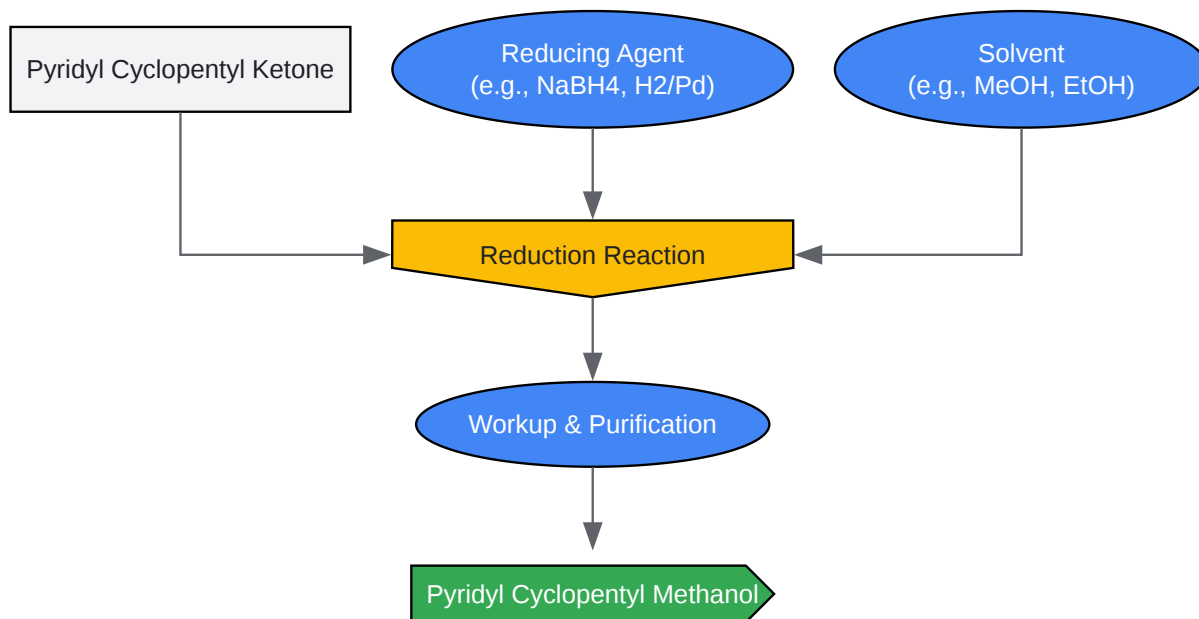 Pyridyl Cyclopentyl Ketone
Reducing Agent
(e.g., NaBH4, H2/Pd)
Solvent
(e.g., MeOH, EtOH)
Reduction Reaction
Workup & Purification
Pyridyl Cyclopentyl Methanol